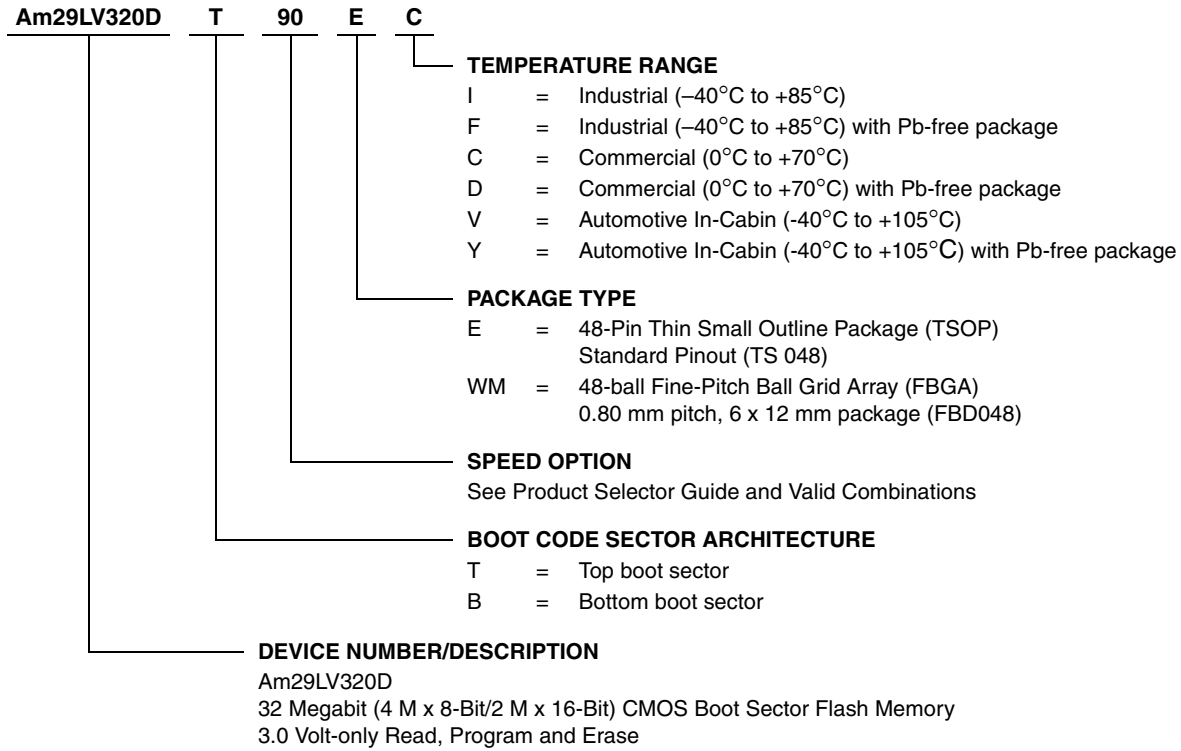 Am29LV320D T 90 E C
TEMPERATURE RANGE
I = Industrial (–40°C to +85°C)
F = Industrial (–40°C to +85°C) with Pb-free package
C = Commercial (0°C to +70°C)
D = Commercial (0°C to +70°C) with Pb-free package
V = Automotive In-Cabin (-40°C to +105°C)
Y = Automotive In-Cabin (-40°C to +105°C) with Pb-free package
PACKAGE TYPE
E = 48-Pin Thin Small Outline Package (TSOP)
Standard Pinout (TS 048)
WM = 48-ball Fine-Pitch Ball Grid Array (FBGA)
0.80 mm pitch, 6 x 12 mm package (FBD048)
SPEED OPTION
See Product Selector Guide and Valid Combinations
BOOT CODE SECTOR ARCHITECTURE
T = Top boot sector
B = Bottom boot sector
DEVICE NUMBER/DESCRIPTION
Am29LV320D
32 Megabit (4 M x 8-Bit/2 M x 16-Bit) CMOS Boot Sector Flash Memory
3.0 Volt-only Read, Program and Erase